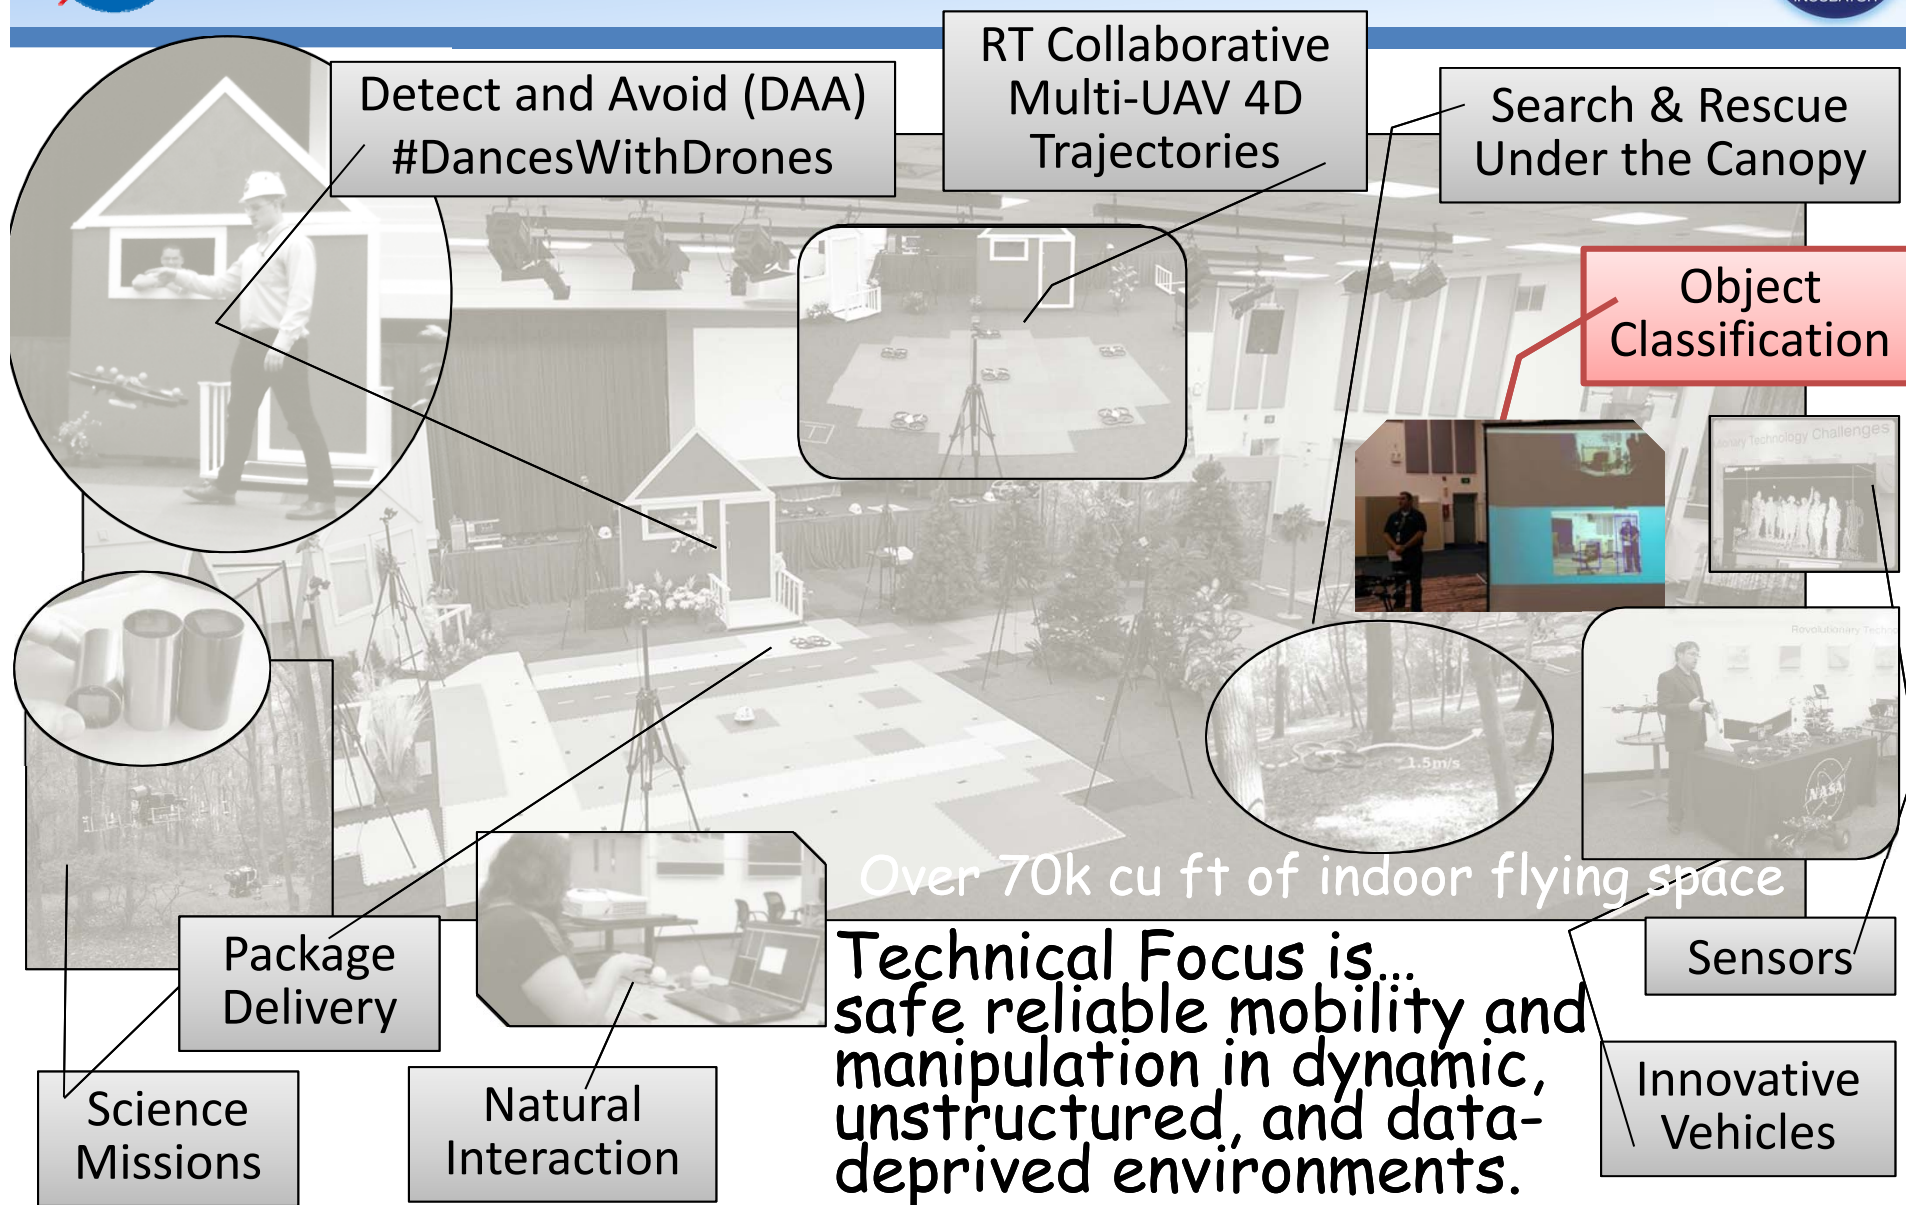 Detect and Avoid (DAA)
#DancesWithDrones
RT Collaborative
Multi-UAV 4D
Trajectories
Search & Rescue
Under the Canopy
Object
Classification
Technology Challenges
1.5m/s
NASA
Over 70k cu ft of indoor flying space
Package
Delivery
Sensors
Technical Focus is...
safe reliable mobility and
manipulation in dynamic,
unstructured, and data-
deprived environments.
Science
Missions
Natural
Interaction
Innovative
Vehicles